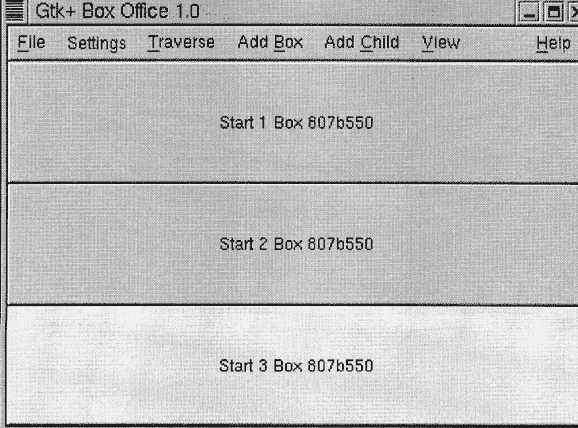 Gtk+ Box Office 1.0
File Settings Traverse Add Box Add Child View Help
Start 1 Box 807b550
Start 2 Box 807b550
Start 3 Box 807b550